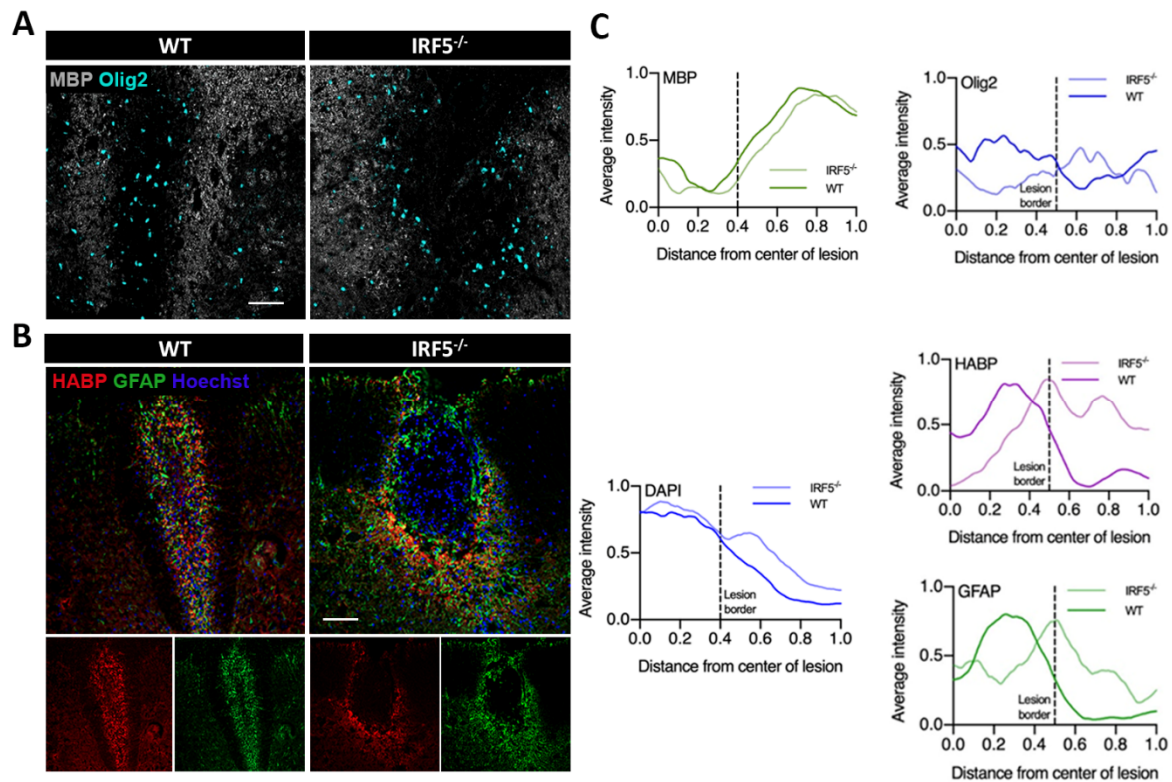 A
WT
IRF5-/-
MBP Olig2
B
WT
IRF5-/-
HABP GFAP Hoechst
C
MBP
Average intensity
1.0
0.5
0.0
IRF5-/-
WT
0.0 0.2 0.4 0.6 0.8 1.0
Distance from center of lesion
Olig2
IRF5-/-
WT
Average intensity
1.0
0.5
0.0
Lesion
border
0.0 0.2 0.4 0.6 0.8 1.0
Distance from center of lesion
HABP
IRF5-/-
WT
Average intensity
1.0
0.5
0.0
Lesion
border
0.0 0.2 0.4 0.6 0.8 1.0
Distance from center of lesion
DAPI
IRF5-/-
WT
Average intensity
1.0
0.5
0.0
Lesion
border
0.0 0.2 0.4 0.6 0.8 1.0
Distance from center of lesion
GFAP
IRF5-/-
WT
Average intensity
1.0
0.5
0.0
Lesion
border
0.0 0.2 0.4 0.6 0.8 1.0
Distance from center of lesion